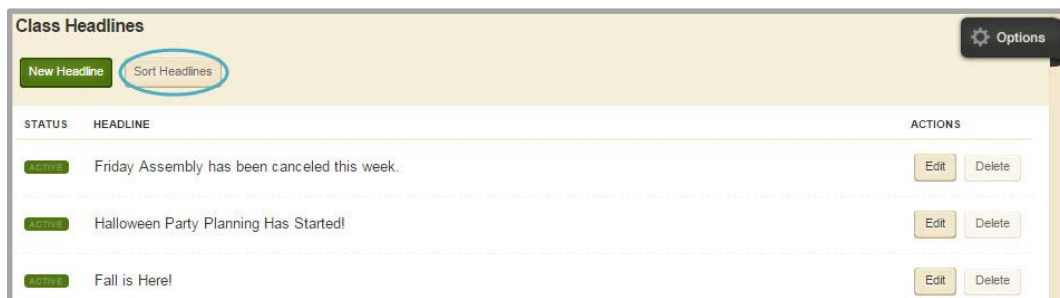 Class Headlines
Options
New Headline Sort Headlines
STATUS HEADLINE ACTIONS
ACTIVE Friday Assembly has been canceled this week. Edit Delete
ACTIVE Halloween Party Planning Has Started! Edit Delete
ACTIVE Fall is Here! Edit Delete